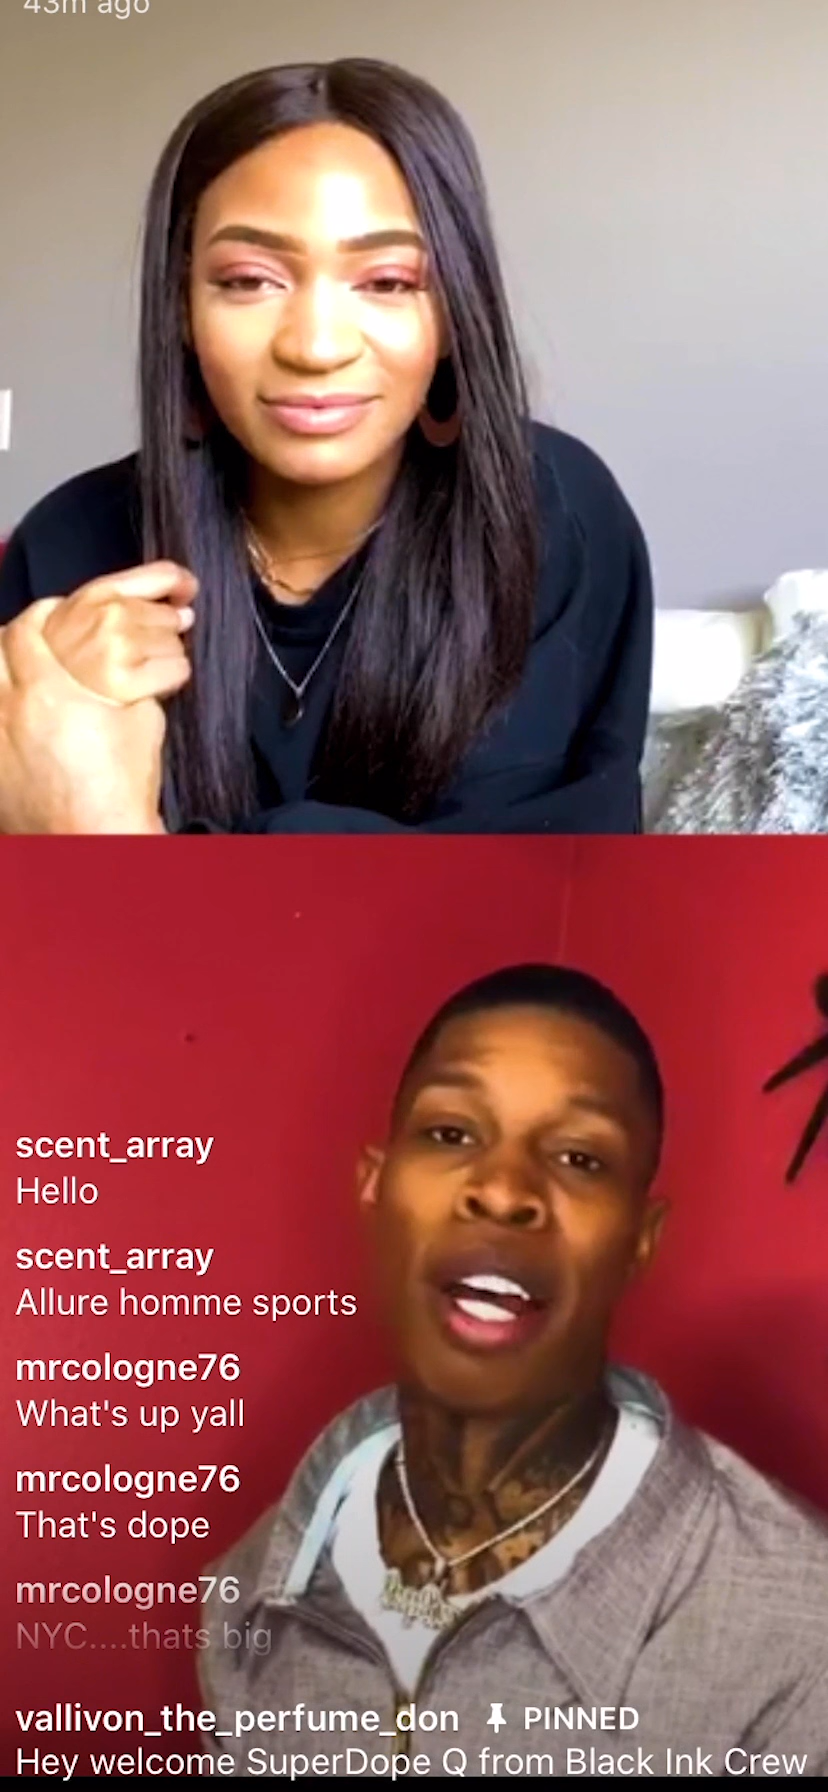 43m ago
scent_array
Hello
scent_array
Allure homme sports
mrcologne76
What's up yall
mrcologne76
That's dope
mrcologne76
NYC....thats big
vallivon_the_perfume_don PINNED
Hey welcome SuperDope Q from Black Ink Crew